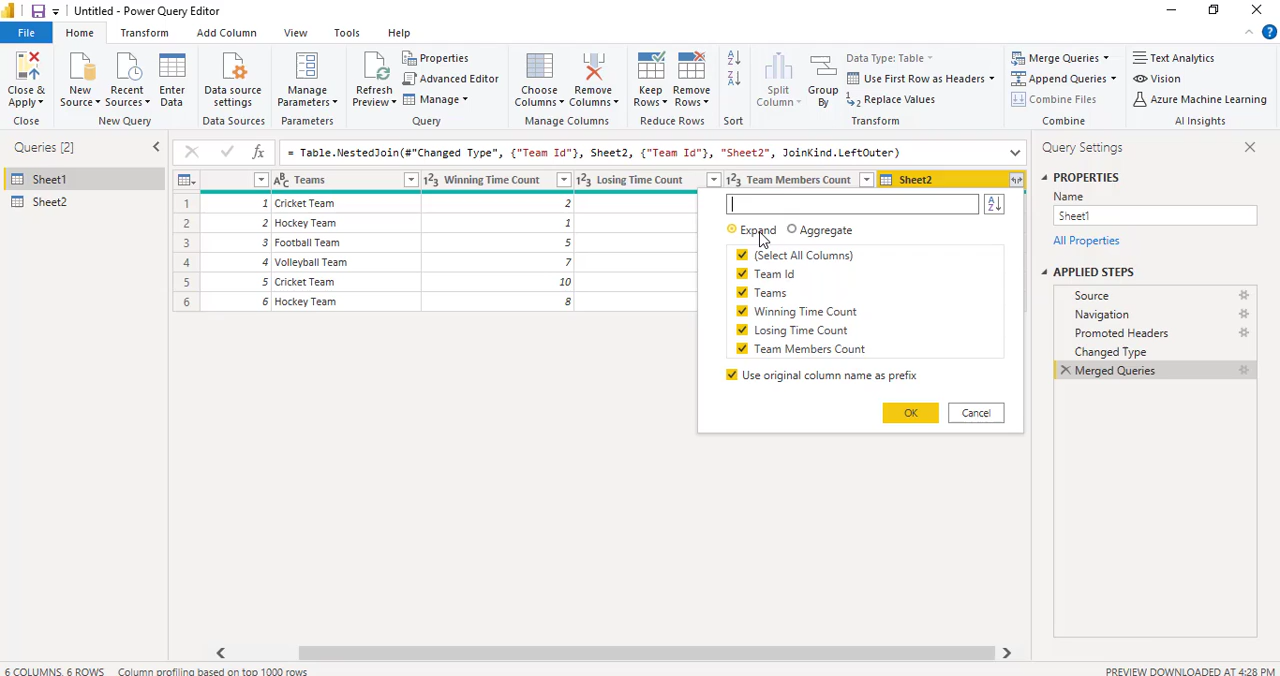 Untitled - Power Query Editor
File Home Transform Add Column View Tools Help
Close & Apply
New Source
Recent Sources
Enter Data
Data source settings
Manage Parameters
Refresh Preview
Properties
Advanced Editor
Manage
Choose Columns
Remove Columns
Keep Rows
Remove Rows
Split Column
Group By
Data Type: Table
Use First Row as Headers
Replace Values
Merge Queries
Append Queries
Combine Files
Text Analytics
Vision
Azure Machine Learning
Close New Query Data Sources Parameters Query Manage Columns Reduce Rows Sort Transform Combine AI Insights
Queries [2]
Sheet1
Sheet2
fx = Table.NestedJoin(#"Changed Type", {"Team Id"}, Sheet2, {"Team Id"}, "Sheet2", JoinKind.LeftOuter)
ABC Teams 123 Winning Time Count 123 Losing Time Count 123 Team Members Count Sheet2
1 1 Cricket Team 2
2 2 Hockey Team 1
3 3 Football Team 5
4 4 Volleyball Team 7
5 5 Cricket Team 10
6 6 Hockey Team 8
AZ
Expand Aggregate
(Select All Columns)
Team Id
Teams
Winning Time Count
Losing Time Count
Team Members Count
Use original column name as prefix
OK Cancel
Query Settings
PROPERTIES
Name
Sheet1
All Properties
APPLIED STEPS
Source
Navigation
Promoted Headers
Changed Type
Merged Queries
6 COLUMNS, 6 ROWS Column profiling based on top 1000 rows
PREVIEW DOWNLOADED AT 4:28 PM